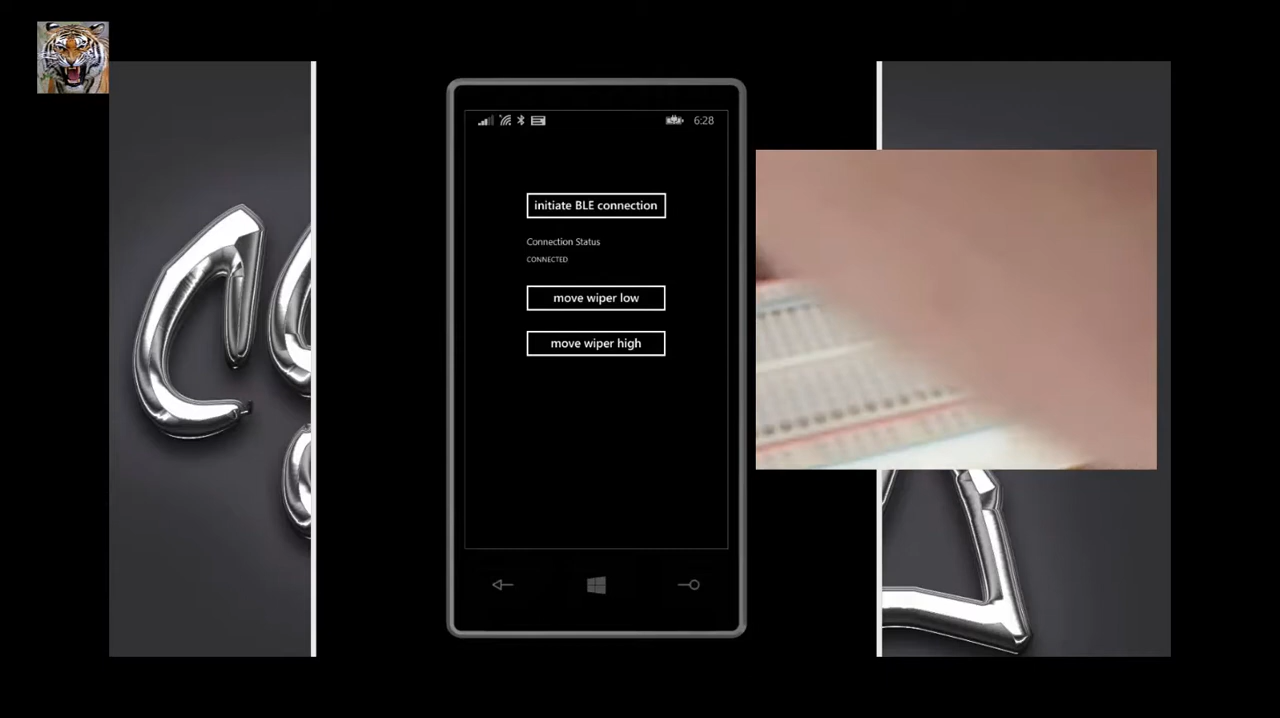 6:28
initiate BLE connection
Connection Status
CONNECTED
move wiper low
move wiper high